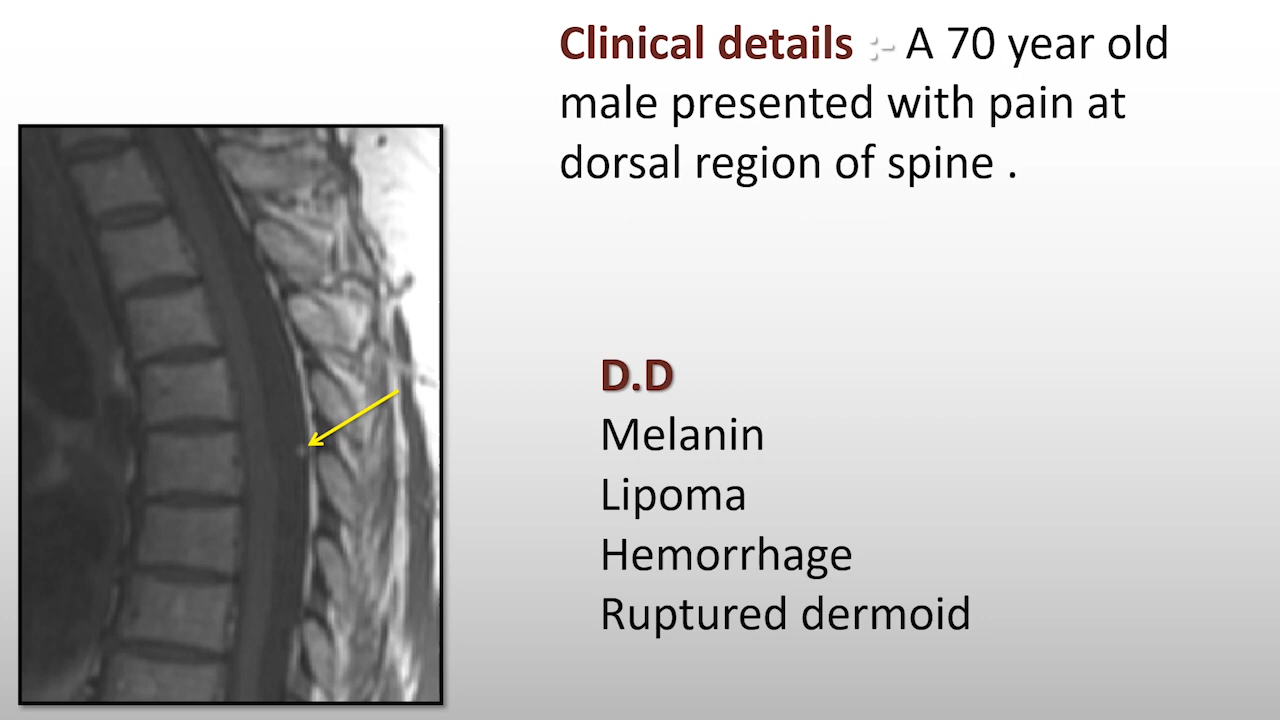 Clinical details :- A 70 year old
male presented with pain at
dorsal region of spine .
D.D
Melanin
Lipoma
Hemorrhage
Ruptured dermoid